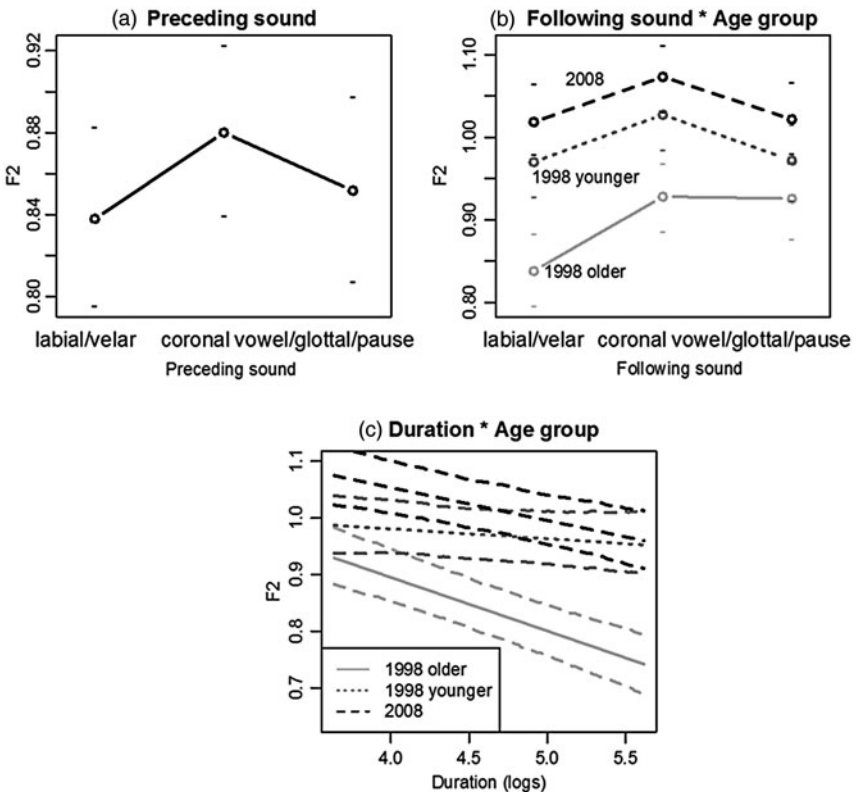 (a) Preceding sound
0.92
0.88
0.84
0.80
F2
labial/velar coronal vowel/glottal/pause
Preceding sound
(b) Following sound * Age group
1.10
1.00
0.90
0.80
F2
2008
1998 younger
1998 older
labial/velar coronal vowel/glottal/pause
Following sound
(c) Duration * Age group
1.1
1.0
0.9
0.8
0.7
F2
1998 older
1998 younger
2008
4.0 4.5 5.0 5.5
Duration (logs)